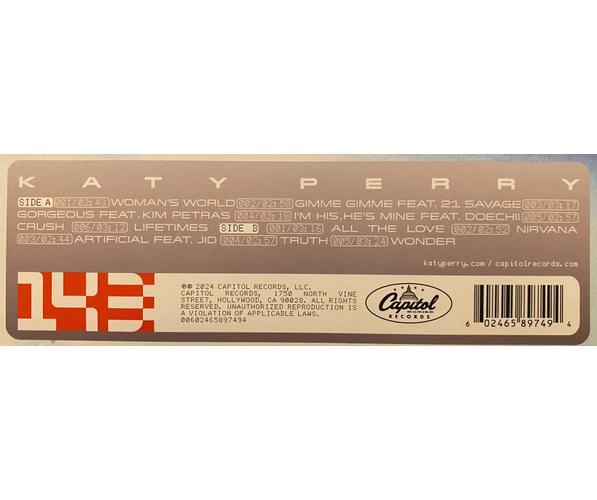 KATY PERRY
SIDE A 001/02:43 WOMAN'S WORLD 002/02:58 GIMME GIMME FEAT. 21 SAVAGE 003/03:17
GORGEOUS FEAT. KIM PETRAS 004/03:18 I'M HIS, HE'S MINE FEAT. DOECHII 005/02:57
CRUSH 006/03:12 LIFETIMES SIDE B 001/03:16 ALL THE LOVE 002/02:52 NIRVANA
003/02:44 ARTIFICIAL FEAT. JID 004/02:57 TRUTH 005/03:24 WONDER
katyperry.com / capitolrecords.com
143
℗© 2024 CAPITOL RECORDS, LLC.
CAPITOL RECORDS, 1750 NORTH VINE
STREET, HOLLYWOOD, CA 90028. ALL RIGHTS
RESERVED. UNAUTHORIZED REPRODUCTION IS
A VIOLATION OF APPLICABLE LAWS.
00602465897494
Capitol
RECORDS
6 02465 89749 4